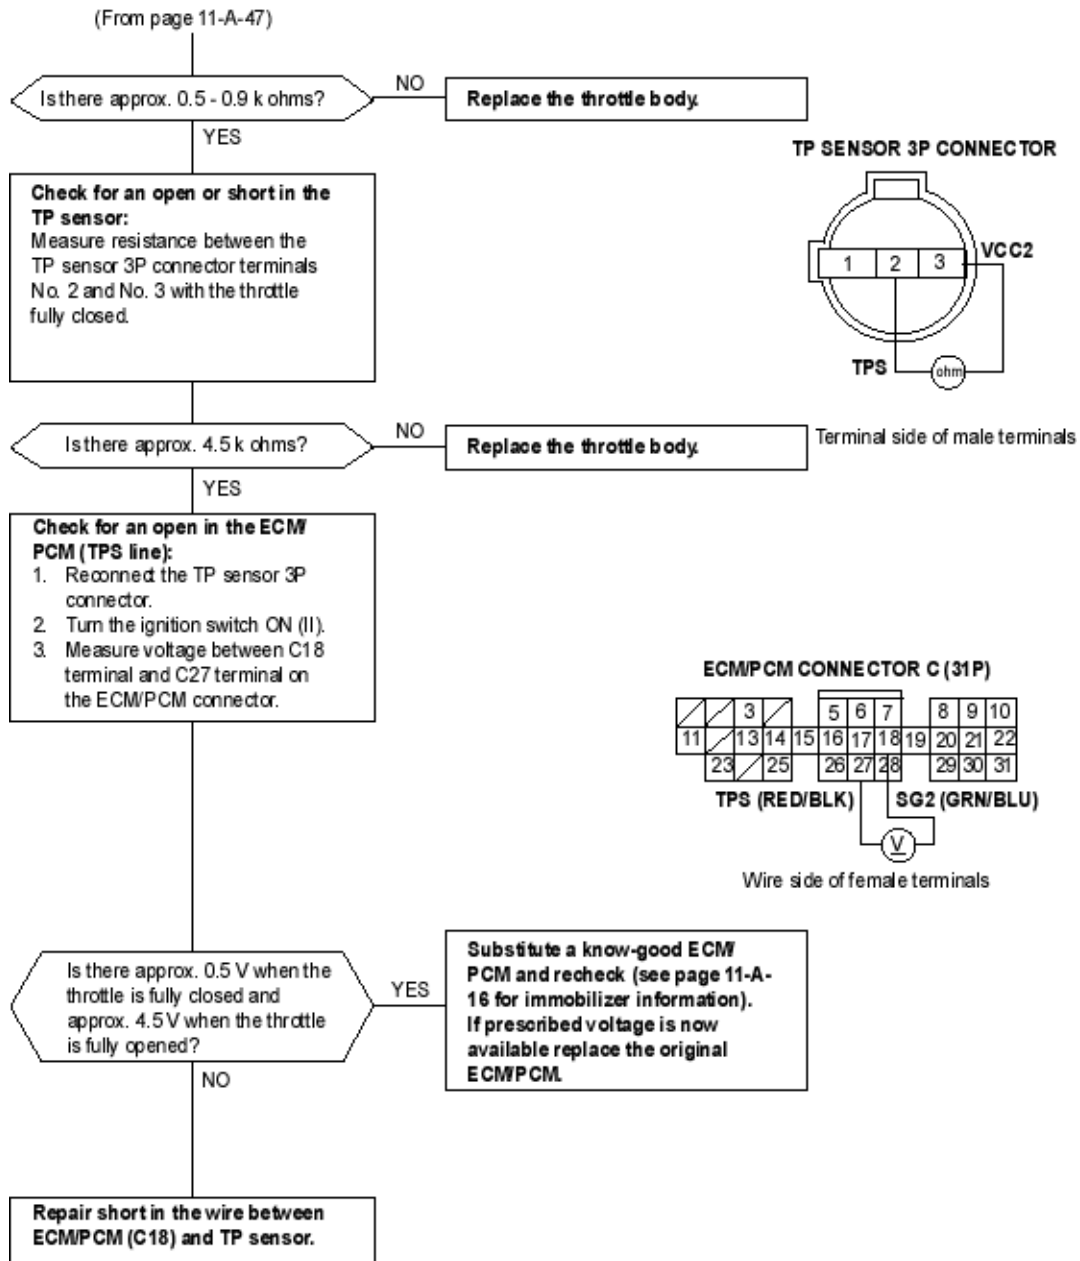 (From page 11-A-47)
Is there approx. 0.5 - 0.9 k ohms?
NO
Replace the throttle body.
YES
TP SENSOR 3P CONNECTOR
Check for an open or short in the
TP sensor:
Measure resistance between the
TP sensor 3P connector terminals
No. 2 and No. 3 with the throttle
fully closed.
1 2 3
VCC2
TPS
ohm
Terminal side of male terminals
Is there approx. 4.5 k ohms?
NO
Replace the throttle body.
YES
Check for an open in the ECM/
PCM (TPS line):
1. Reconnect the TP sensor 3P
connector.
2. Turn the ignition switch ON (II).
3. Measure voltage between C18
terminal and C27 terminal on
the ECM/PCM connector.
ECM/PCM CONNECTOR C (31P)
3 5 6 7 8 9 10
11 13 14 15 16 17 18 19 20 21 22
23 25 26 27 28 29 30 31
TPS (RED/BLK) SG2 (GRN/BLU)
V
Wire side of female terminals
Is there approx. 0.5 V when the
throttle is fully closed and
approx. 4.5 V when the throttle
is fully opened?
YES
Substitute a know-good ECM/
PCM and recheck (see page 11-A-
16 for immobilizer information).
If prescribed voltage is now
available replace the original
ECM/PCM.
NO
Repair short in the wire between
ECM/PCM (C18) and TP sensor.